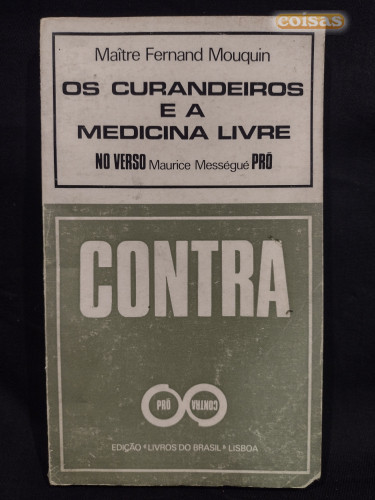 coisas
Maître Fernand Mouquin
OS CURANDEIROS
E A
MEDICINA LIVRE
NO VERSO Maurice Mességué PRÓ
CONTRA
PRÓ
CONTRA
EDIÇÃO "LIVROS DO BRASIL" LISBOA